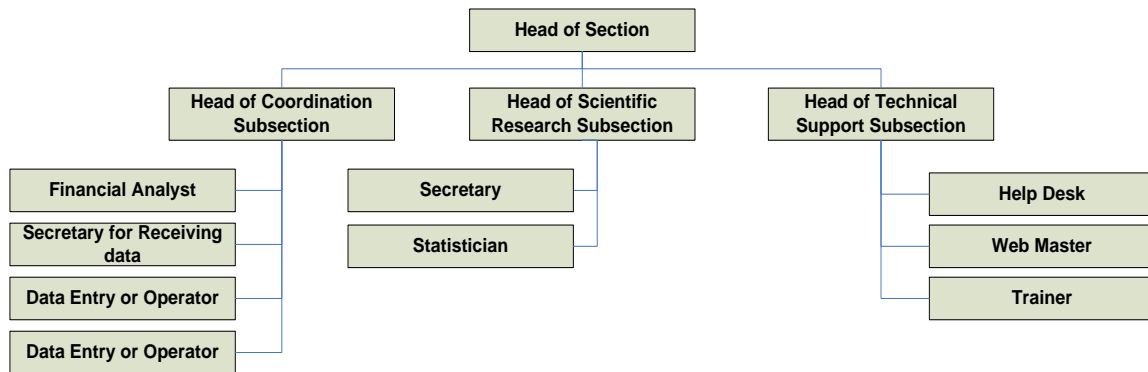 Head of Section
Head of Coordination
Subsection
Head of Scientific
Research Subsection
Head of Technical
Support Subsection
Financial Analyst
Secretary for Receiving
data
Data Entry or Operator
Data Entry or Operator
Secretary
Statistician
Help Desk
Web Master
Trainer